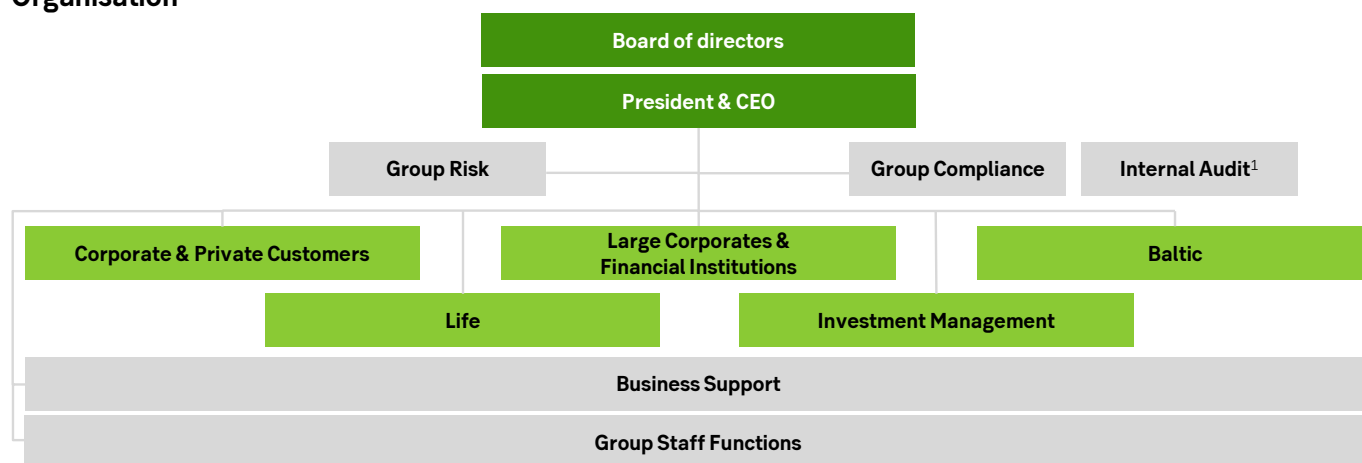 Organisation
Board of directors
President & CEO
Group Risk
Group Compliance
Internal Audit¹
Corporate & Private Customers
Large Corporates &
Financial Institutions
Baltic
Life
Investment Management
Business Support
Group Staff Functions